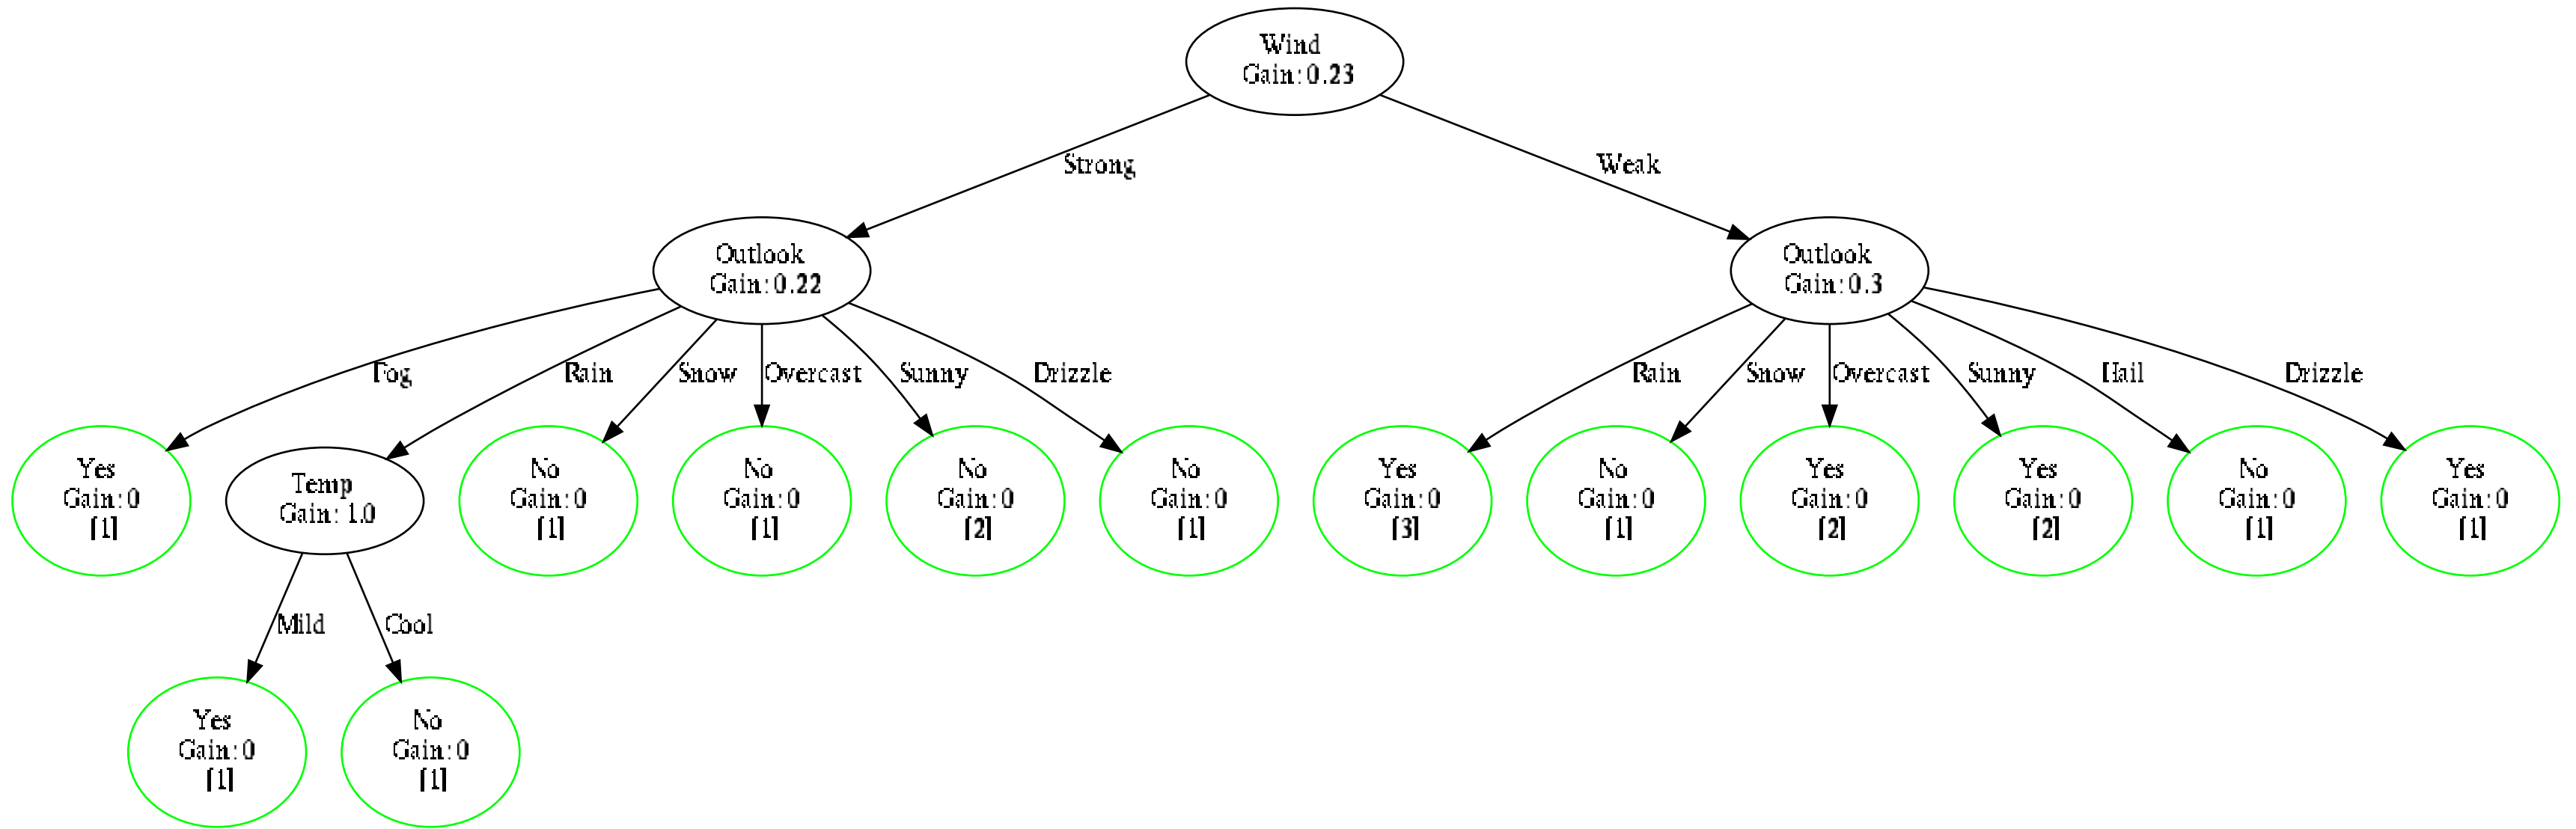 Wind
Gain: 0.23
Strong
Weak
Outlook
Gain: 0.22
Outlook
Gain: 0.3
Fog
Rain
Snow
Overcast
Sunny
Drizzle
Rain
Snow
Overcast
Sunny
Hail
Drizzle
Yes
Gain: 0
[1]
Temp
Gain: 1.0
No
Gain: 0
[1]
No
Gain: 0
[1]
No
Gain: 0
[2]
No
Gain: 0
[1]
Yes
Gain: 0
[3]
No
Gain: 0
[1]
Yes
Gain: 0
[2]
Yes
Gain: 0
[2]
No
Gain: 0
[1]
Yes
Gain: 0
[1]
Mild
Cool
Yes
Gain: 0
[1]
No
Gain: 0
[1]